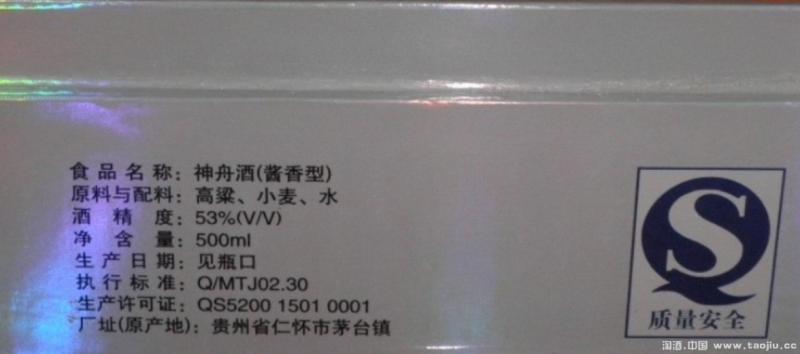 食品名称：神舟酒(酱香型)
原料与配料：高粱、小麦、水
酒精度：53%(V/V)
净含量：500ml
生产日期：见瓶口
执行标准：Q/MTJ02.30
生产许可证：QS5200 1501 0001
厂址(原产地)：贵州省仁怀市茅台镇
质量安全
淘酒.中国 www.taojiu.cc